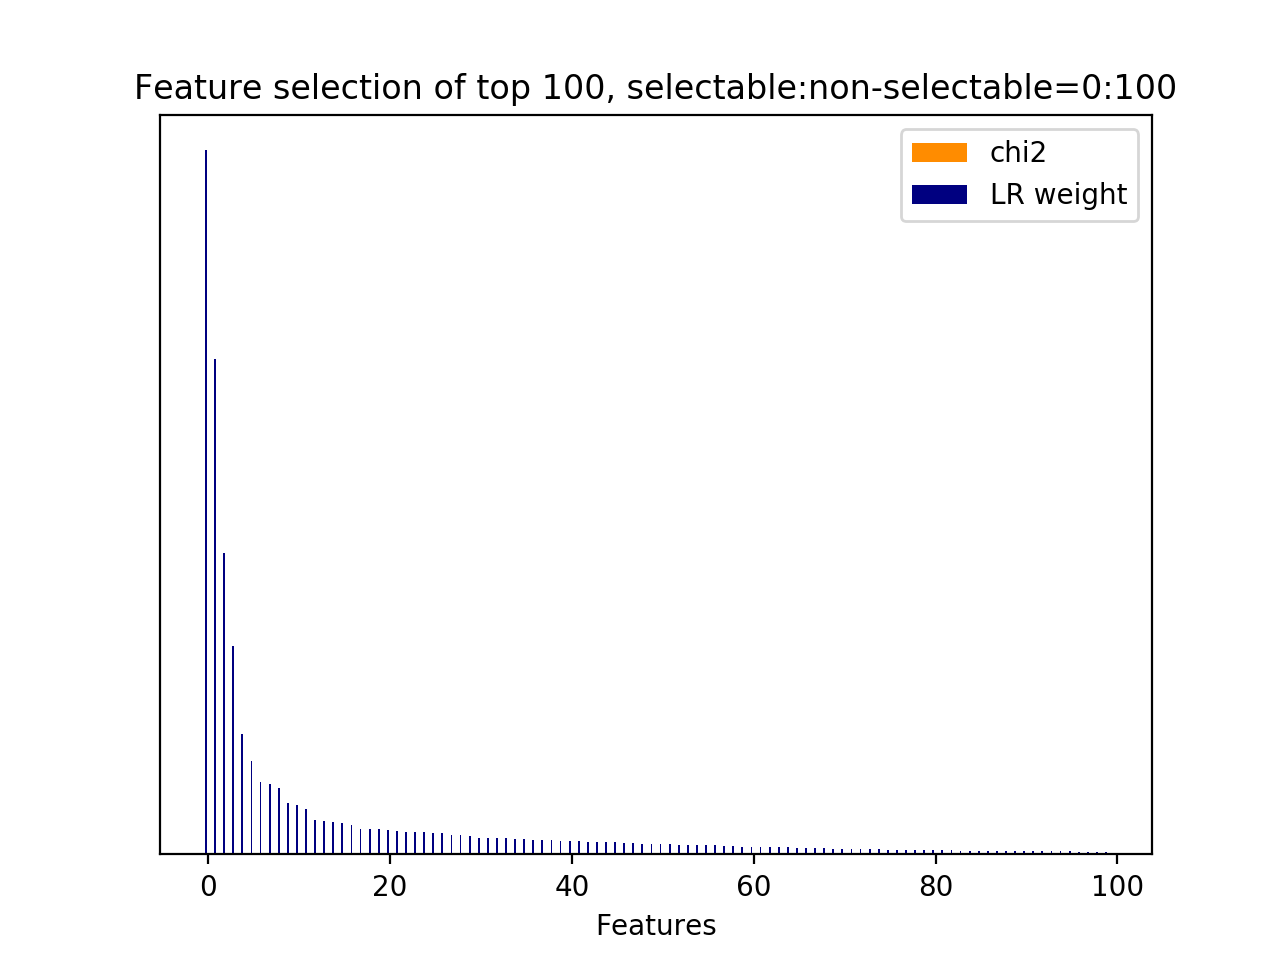 Feature selection of top 100, selectable:non-selectable=0:100
chi2
LR weight
0 20 40 60 80 100
Features